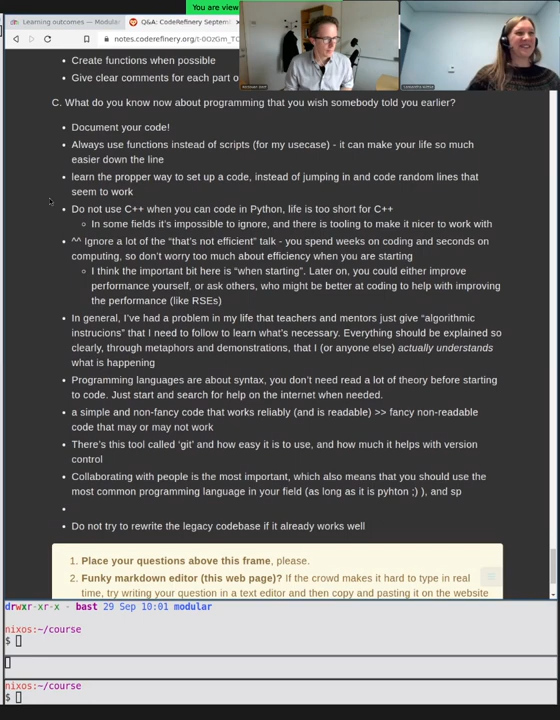 You are view
Learning outcomes — Modular
Q&A: CodeRefinery Septem
notes.coderefinery.org/
Create functions when possible
Give clear comments for each part o
C. What do you know now about programming that you wish somebody told you earlier?
Document your code!
Always use functions instead of scripts (for my usecase) - it can make your life so much
easier down the line
learn the propper way to set up a code, instead of jumping in and code random lines that
seem to work
Do not use C++ when you can code in Python, life is too short for C++
In some fields it's impossible to ignore, and there is tooling to make it nicer to work with
^^ Ignore a lot of the “that's not efficient” talk - you spend weeks on coding and seconds on
computing, so don't worry too much about efficiency when you are starting
I think the important bit here is “when starting”. Later on, you could either improve
performance yourself, or ask others, who might be better at coding to help with improving
the performance (like RSEs)
In general, I've had a problem in my life that teachers and mentors just give “algorithmic
instrucions” that I need to follow to learn what's necessary. Everything should be explained so
clearly, through metaphors and demonstrations, that I (or anyone else) actually understands
what is happening
Programming languages are about syntax, you don't need read a lot of theory before starting
to code. Just start and search for help on the internet when needed.
a simple and non-fancy code that works reliably (and is readable) >> fancy non-readable
code that may or may not work
There's this tool called ‘git’ and how easy it is to use, and how much it helps with version
control
Collaborating with people is the most important, which also means that you should use the
most common programming language in your field (as long as it is pyhton ;) ), and sp
Do not try to rewrite the legacy codebase if it already works well
1. Place your questions above this frame, please.
2. Funky markdown editor (this web page)? If the crowd makes it hard to type in real
time, try writing your question in a text editor and then copy and pasting it on the website
drwxr-xr-x - bast 29 Sep 10:01 modular
nixos:~/course
$
nixos:~/course
$